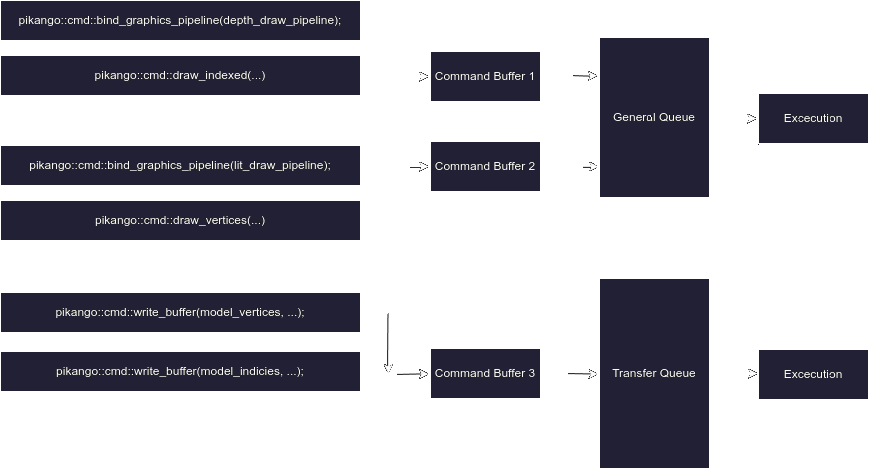 pikango::cmd::bind_graphics_pipeline(depth_draw_pipeline);
pikango::cmd::draw_indexed(...)
Command Buffer 1
General Queue
Excecution
pikango::cmd::bind_graphics_pipeline(lit_draw_pipeline);
Command Buffer 2
pikango::cmd::draw_vertices(...)
pikango::cmd::write_buffer(model_vertices, ...);
pikango::cmd::write_buffer(model_indicies, ...);
Command Buffer 3
Transfer Queue
Excecution